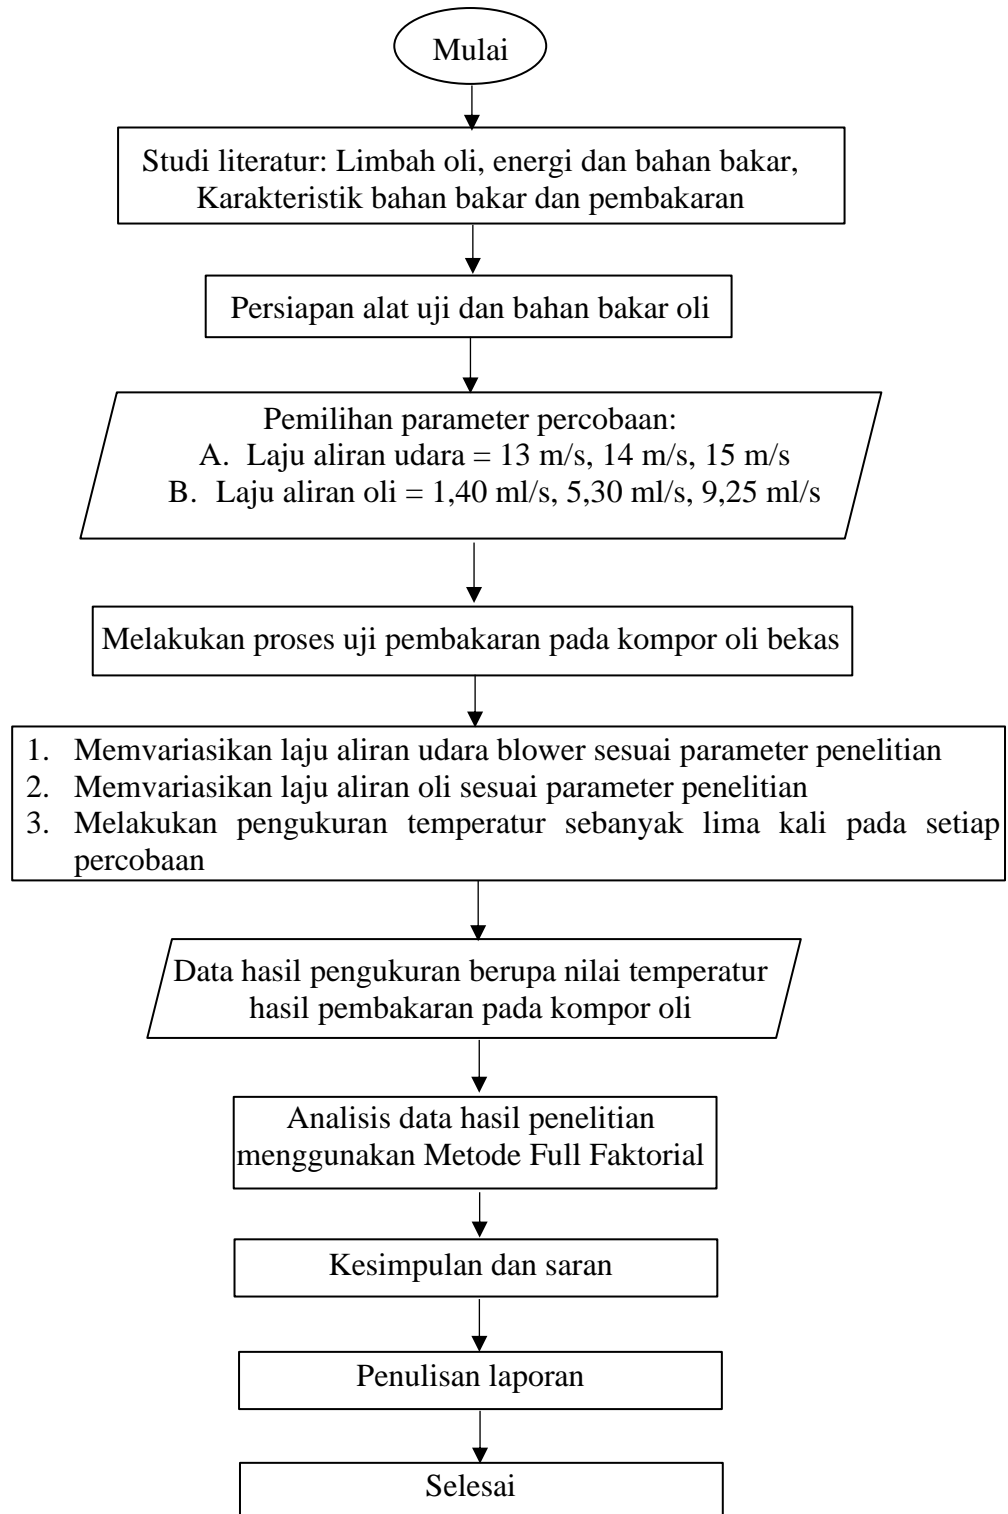 Mulai
Studi literatur: Limbah oli, energi dan bahan bakar,
Karakteristik bahan bakar dan pembakaran
Persiapan alat uji dan bahan bakar oli
Pemilihan parameter percobaan:
A. Laju aliran udara = 13 m/s, 14 m/s, 15 m/s
B. Laju aliran oli = 1,40 ml/s, 5,30 ml/s, 9,25 ml/s
Melakukan proses uji pembakaran pada kompor oli bekas
1. Memvariasikan laju aliran udara blower sesuai parameter penelitian
2. Memvariasikan laju aliran oli sesuai parameter penelitian
3. Melakukan pengukuran temperatur sebanyak lima kali pada setiap
percobaan
Data hasil pengukuran berupa nilai temperatur
hasil pembakaran pada kompor oli
Analisis data hasil penelitian
menggunakan Metode Full Faktorial
Kesimpulan dan saran
Penulisan laporan
Selesai